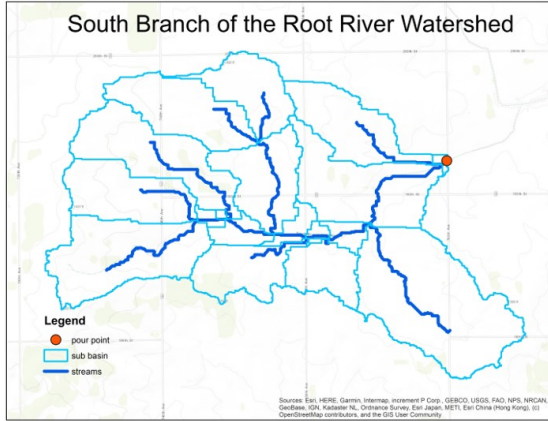 South Branch of the Root River Watershed
Legend
pour point
sub basin
streams
Sources: Esri, HERE, Garmin, Intermap, increment P Corp., GEBCO, USGS, FAO, NPS, NRCAN,
GeoBase, IGN, Kadaster NL, Ordnance Survey, Esri Japan, METI, Esri China (Hong Kong), (c)
OpenStreetMap contributors, and the GIS User Community